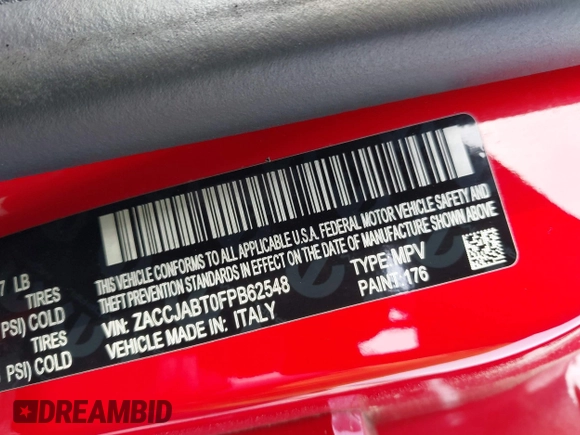 7 LB
TIRES
PSI) COLD
TIRES
PSI) COLD
THIS VEHICLE CONFORMS TO ALL APPLICABLE U.S.A. FEDERAL MOTOR VEHICLE SAFETY AND
THEFT PREVENTION STANDARDS IN EFFECT ON THE DATE OF MANUFACTURE SHOWN ABOVE
VIN: ZACCJABT0FPB62548 TYPE: MPV
VEHICLE MADE IN: ITALY PAINT: 176
DREAMBID